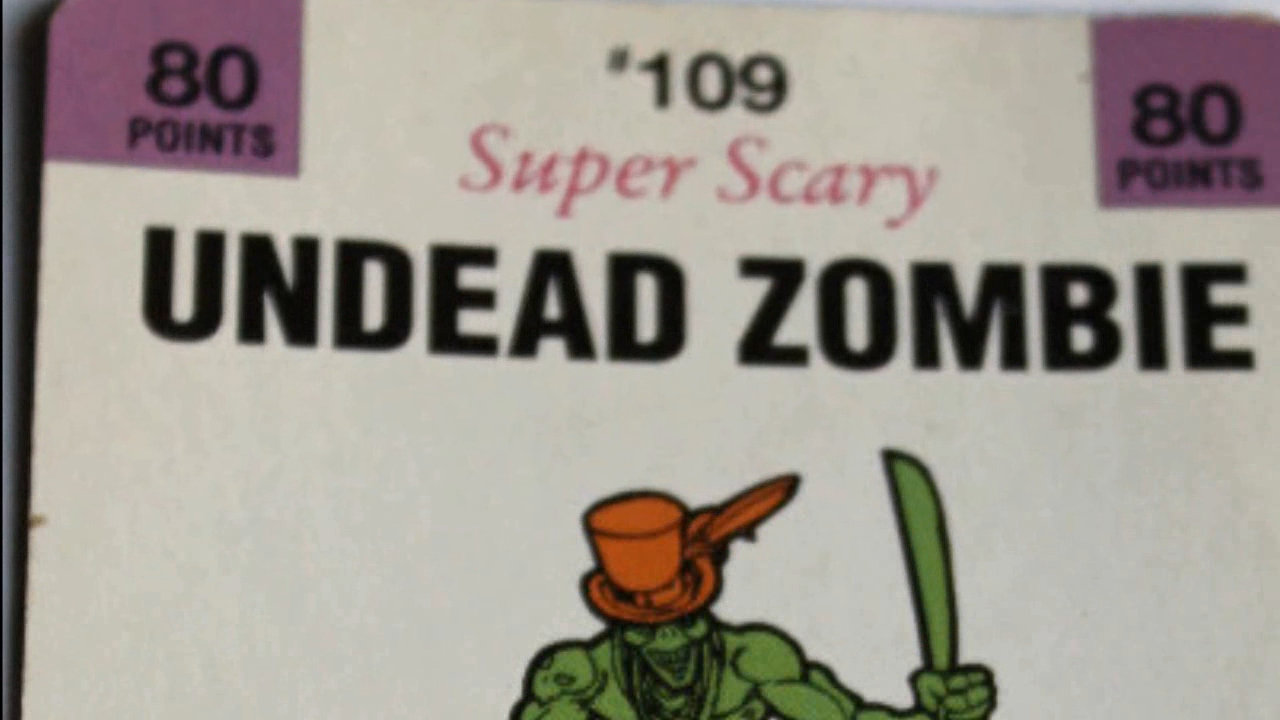 80
POINTS
#109
80
POINTS
Super Scary
UNDEAD ZOMBIE